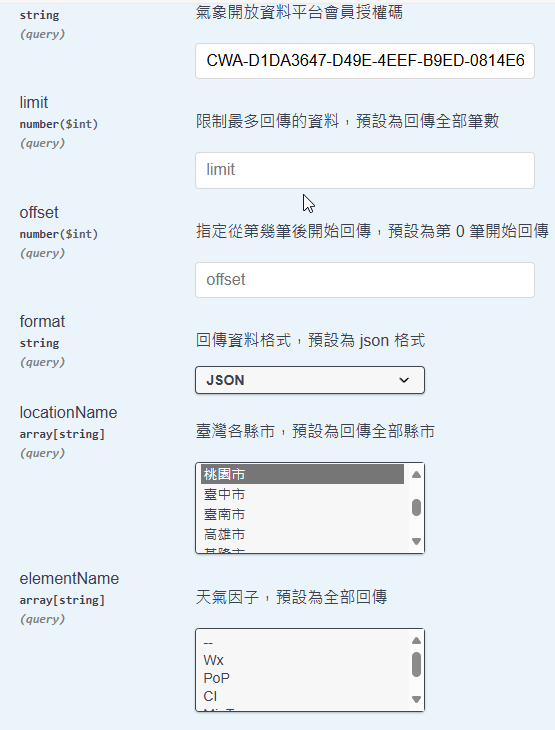 string
氣象開放資料平台會員授權碼
(query)
CWA-D1DA3647-D49E-4EEF-B9ED-0814E6
limit
number($int)
限制最多回傳的資料，預設為回傳全部筆數
(query)
limit
offset
number($int)
指定從第幾筆後開始回傳，預設為第 0 筆開始回傳
(query)
offset
format
string
回傳資料格式，預設為 json 格式
(query)
JSON
locationName
array[string]
臺灣各縣市，預設為回傳全部縣市
(query)
桃園市
臺中市
臺南市
高雄市
基隆市
elementName
array[string]
天氣因子，預設為全部回傳
(query)
--
Wx
PoP
CI
MinT